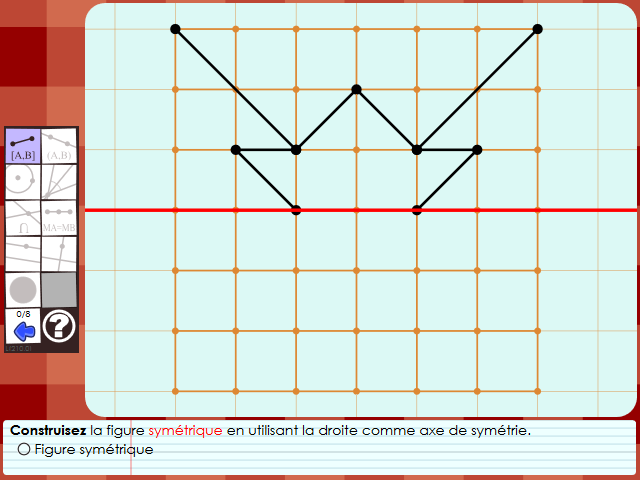 [A,B]
(A,B)
∩
MA=MB
0/8
?
Construisez la figure symétrique en utilisant la droite comme axe de symétrie.
Figure symétrique